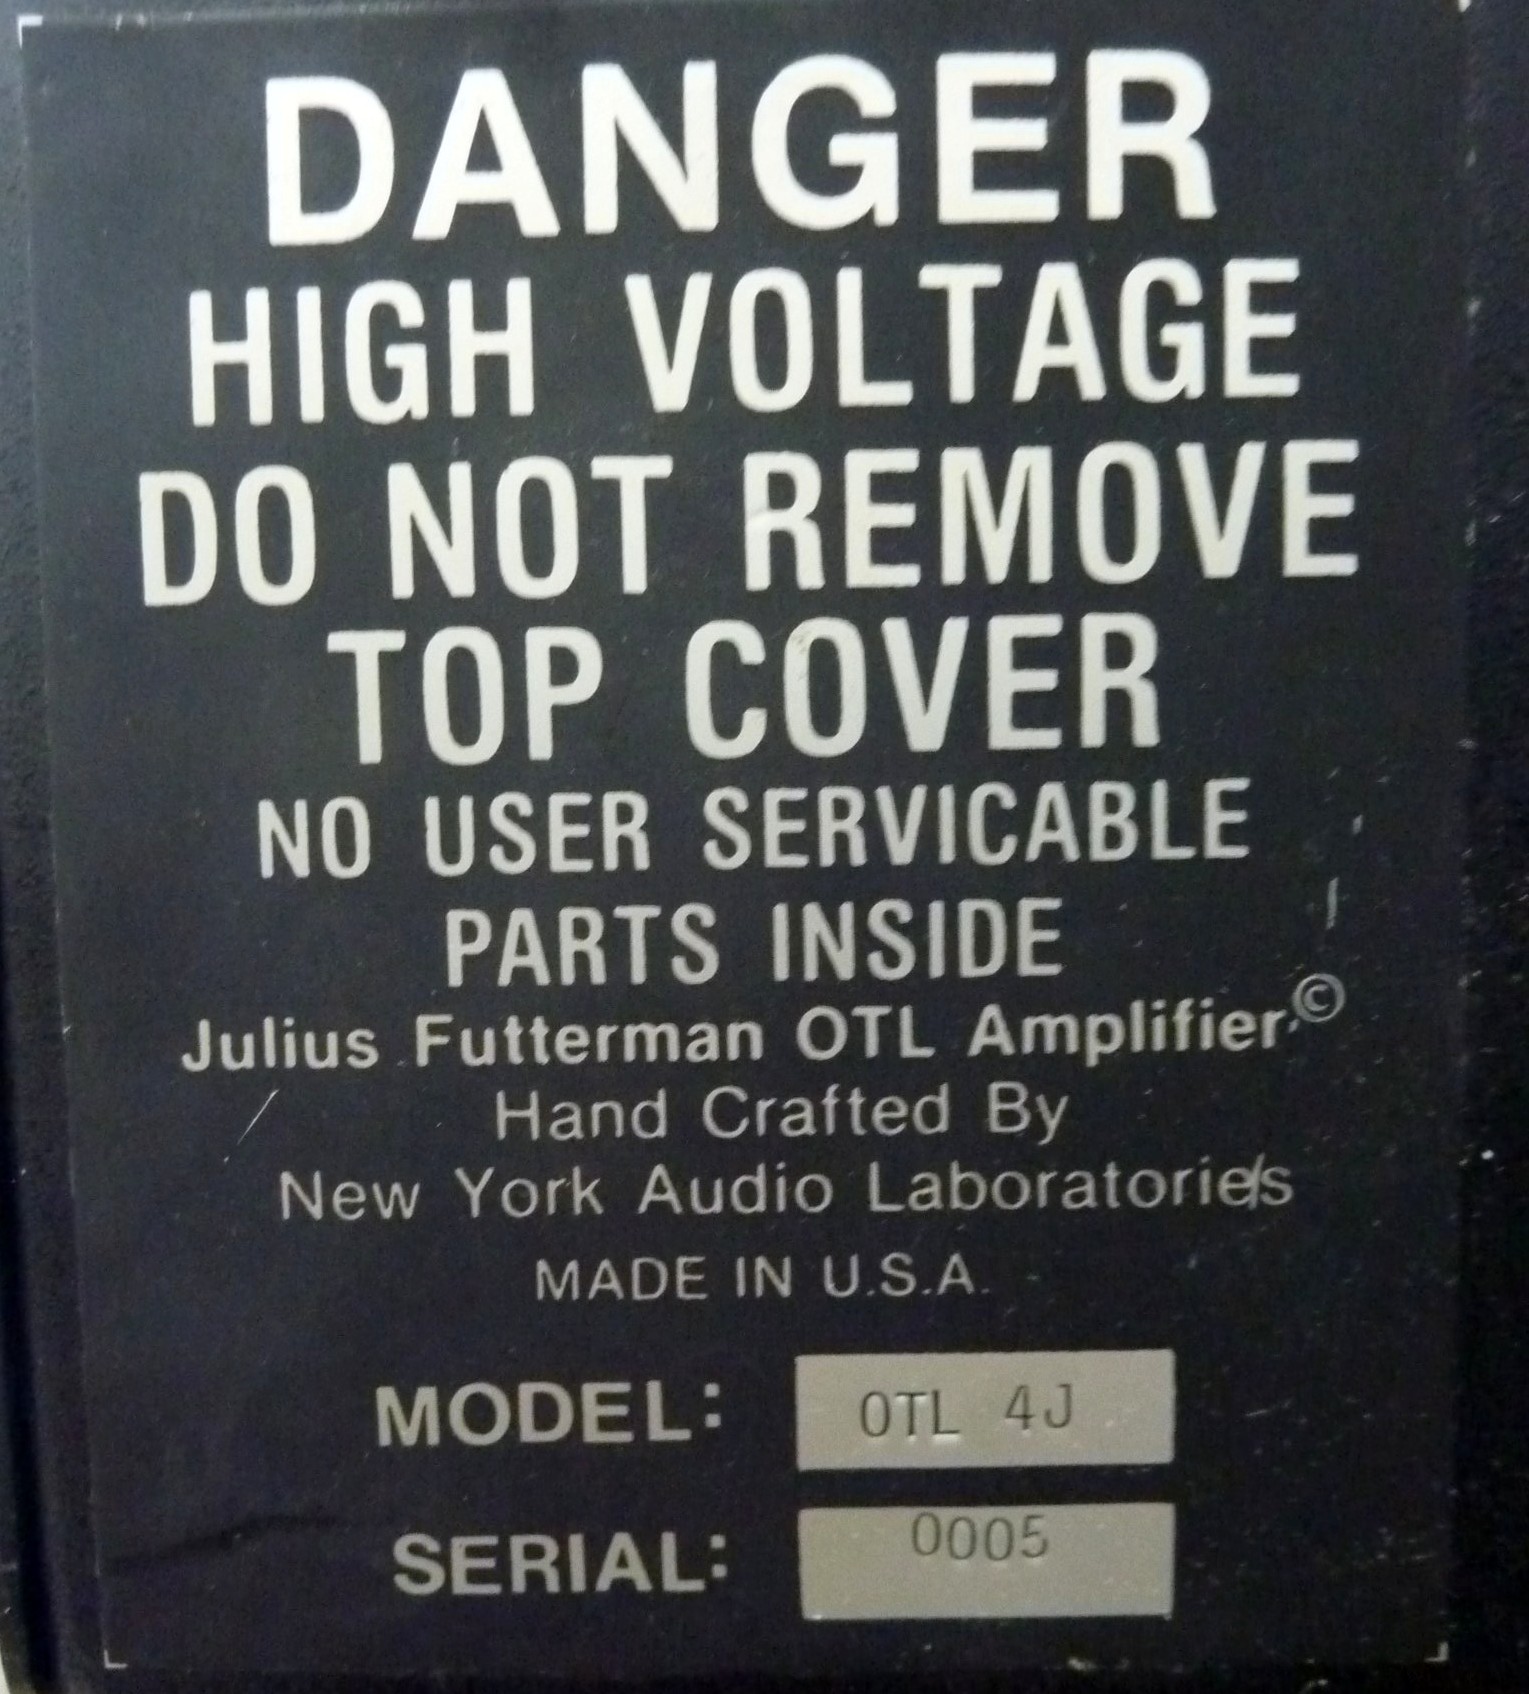 DANGER
HIGH VOLTAGE
DO NOT REMOVE
TOP COVER
NO USER SERVICABLE
PARTS INSIDE
Julius Futterman OTL Amplifier©
Hand Crafted By
New York Audio Laboratories
MADE IN U.S.A.
MODEL: OTL 4J
SERIAL: 0005